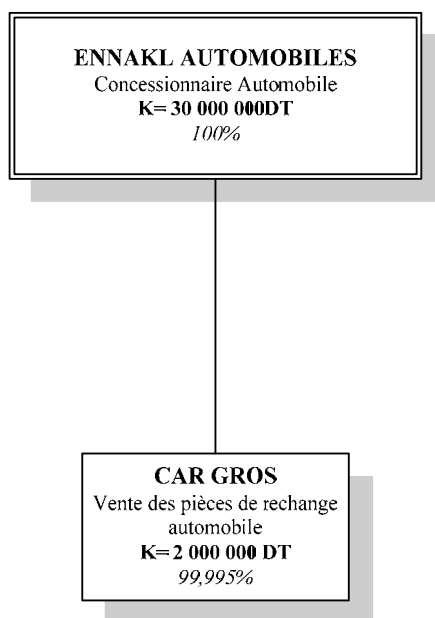 ENNAKL AUTOMOBILES
Concessionnaire Automobile
K= 30 000 000DT
100%
CAR GROS
Vente des pièces de rechange
automobile
K= 2 000 000 DT
99,995%